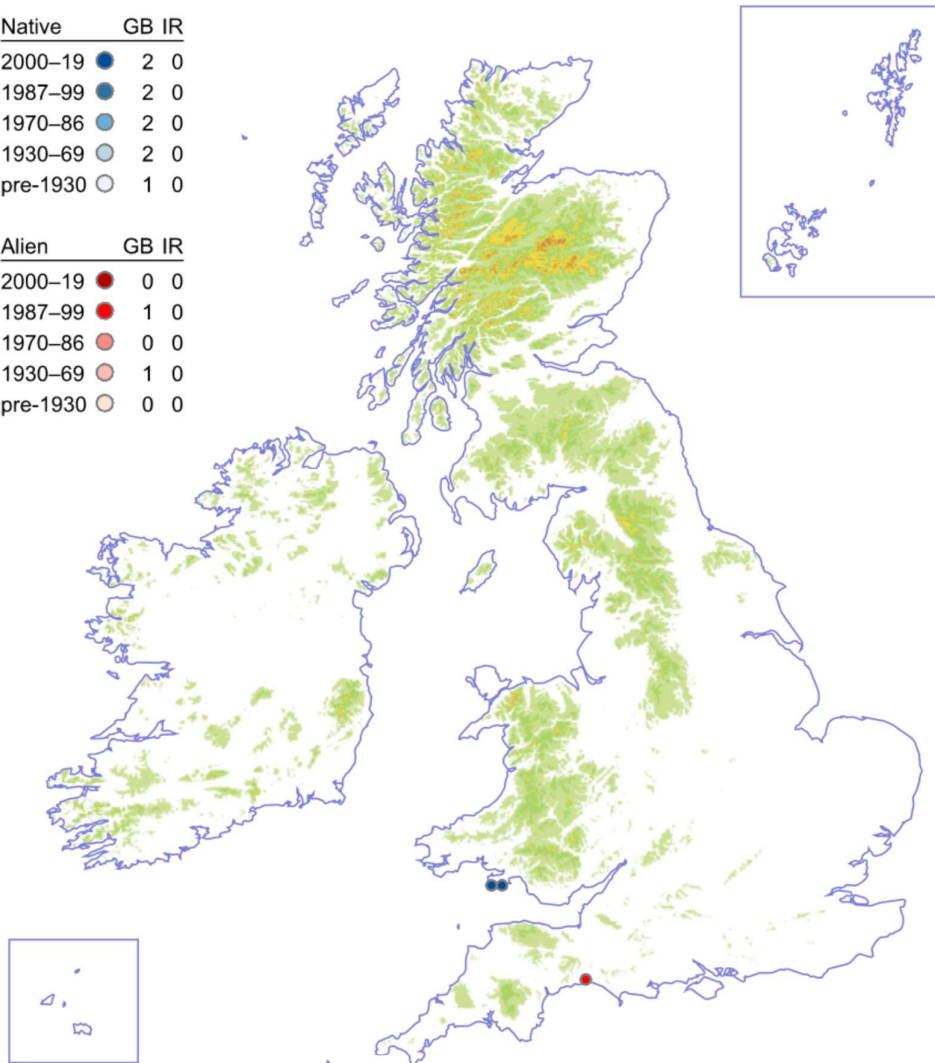 Native GB IR
2000–19 2 0
1987–99 2 0
1970–86 2 0
1930–69 2 0
pre-1930 1 0
Alien GB IR
2000–19 0 0
1987–99 1 0
1970–86 0 0
1930–69 1 0
pre-1930 0 0